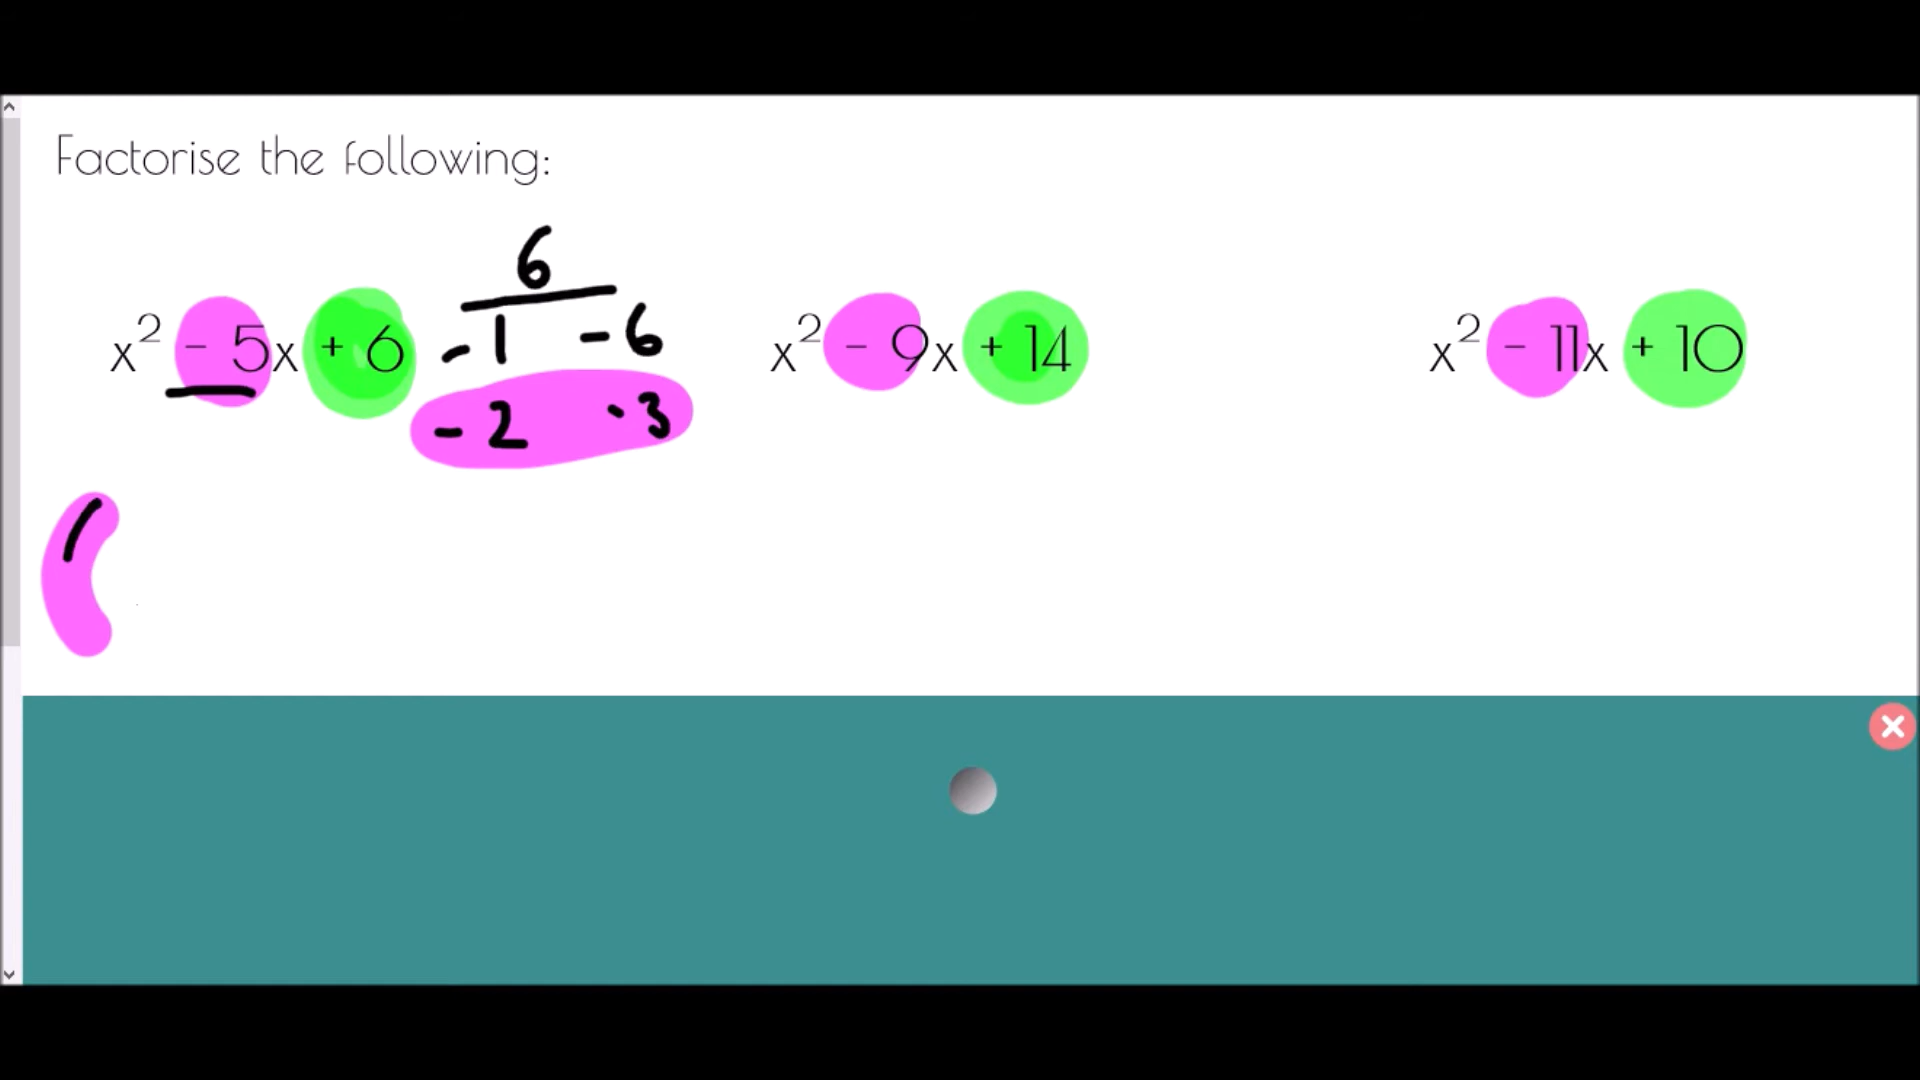 Factorise the following:
6
x² - 5x + 6
-1 -6
-2 -3
x² - 9x + 14
x² - 11x + 10
(